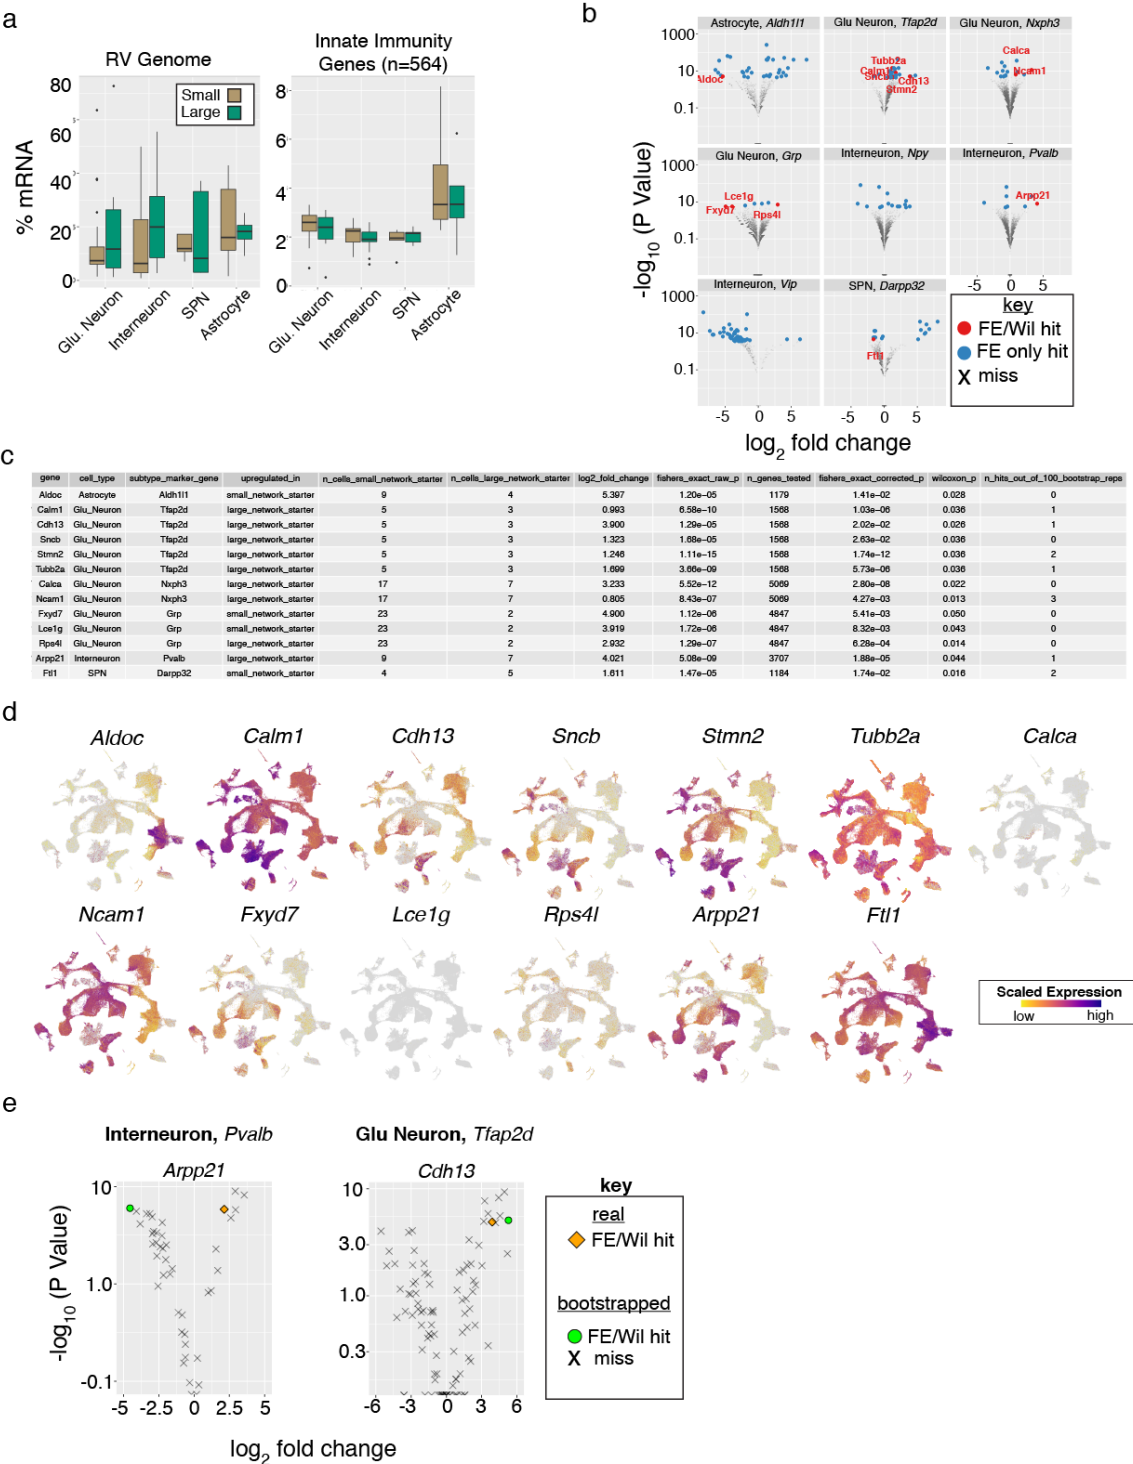 a
RV Genome
Innate Immunity
Genes (n=564)
% mRNA
80
60
40
20
0
Small
Large
8
6
4
2
0
Glu. Neuron
Interneuron
SPN
Astrocyte
Glu. Neuron
Interneuron
SPN
Astrocyte
b
-log10 (P Value)
Astrocyte, Aldh1l1
Glu Neuron, Tfap2d
Glu Neuron, Nxph3
1000
10
0.1
Aldoc
Tubb2a
Calm1
Sncb
Cdh13
Stmn2
Calca
Ncam1
Glu Neuron, Grp
Interneuron, Npy
Interneuron, Pvalb
1000
10
0.1
Lce1g
Fxyd7
Rps4l
Arpp21
Interneuron, Vip
SPN, Darpp32
1000
10
0.1
Ftl1
key
FE/Wil hit
FE only hit
X miss
-5 0 5
-5 0 5
-5 0 5
log2 fold change
c
gene cell_type subtype_marker_gene upregulated_in n_cells_small_network_starter n_cells_large_network_starter log2_fold_change fishers_exact_raw_p n_genes_tested fishers_exact_corrected_p wilcoxon_p n_hits_out_of_100_bootstrap_reps
Aldoc Astrocyte Aldh1l1 small_network_starter 9 4 5.397 1.20e-05 1179 1.41e-02 0.028 0
Calm1 Glu_Neuron Tfap2d large_network_starter 5 3 0.993 6.58e-10 1568 1.03e-06 0.036 1
Cdh13 Glu_Neuron Tfap2d large_network_starter 5 3 3.900 1.29e-05 1568 2.02e-02 0.026 1
Sncb Glu_Neuron Tfap2d large_network_starter 5 3 1.323 1.68e-05 1568 2.63e-02 0.036 0
Stmn2 Glu_Neuron Tfap2d large_network_starter 5 3 1.246 1.11e-15 1568 1.74e-12 0.036 2
Tubb2a Glu_Neuron Tfap2d large_network_starter 5 3 1.699 3.66e-09 1568 5.73e-06 0.036 1
Calca Glu_Neuron Nxph3 large_network_starter 17 7 3.233 5.52e-12 5069 2.80e-08 0.022 0
Ncam1 Glu_Neuron Nxph3 large_network_starter 17 7 0.805 8.43e-07 5069 4.27e-03 0.013 3
Fxyd7 Glu_Neuron Grp small_network_starter 23 2 4.900 1.12e-06 4847 5.41e-03 0.050 0
Lce1g Glu_Neuron Grp small_network_starter 23 2 3.919 1.72e-06 4847 8.32e-03 0.043 0
Rps4l Glu_Neuron Grp large_network_starter 23 2 2.932 1.29e-07 4847 6.28e-04 0.014 0
Arpp21 Interneuron Pvalb large_network_starter 9 7 4.021 5.08e-09 3707 1.88e-05 0.044 1
Ftl1 SPN Darpp32 small_network_starter 4 5 1.611 1.47e-05 1184 1.74e-02 0.016 2
d
Aldoc Calm1 Cdh13 Sncb Stmn2 Tubb2a Calca
Ncam1 Fxyd7 Lce1g Rps4l Arpp21 Ftl1
Scaled Expression
low high
e
Interneuron, Pvalb
Glu Neuron, Tfap2d
Arpp21
Cdh13
-log10 (P Value)
10
1.0
-0.1
-5 -2.5 0 2.5 5
10
3.0
1.0
0.3
-6 -3 0 3 6
log2 fold change
key
real
FE/Wil hit
bootstrapped
FE/Wil hit
X miss